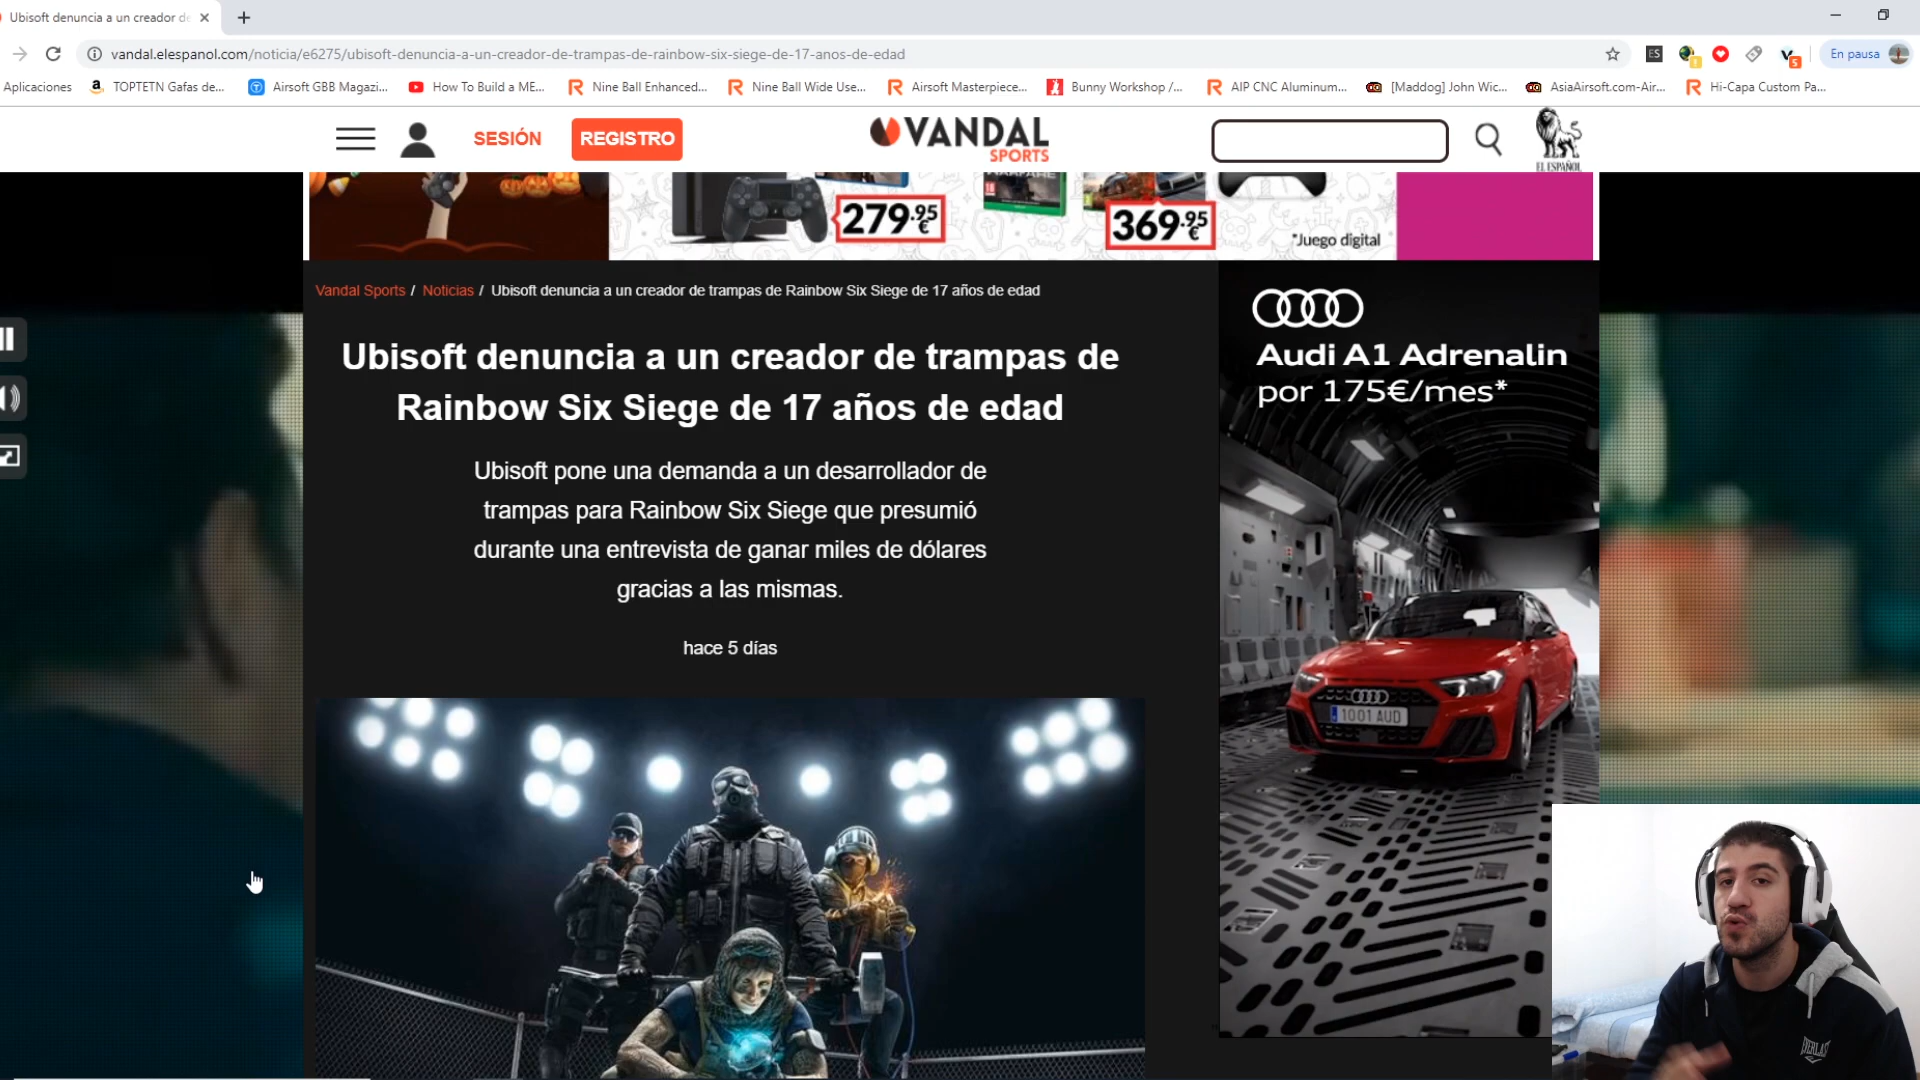 Ubisoft denuncia a un creador de
vandal.elespanol.com/noticia/e6275/ubisoft-denuncia-a-un-creador-de-trampas-de-rainbow-six-siege-de-17-anos-de-edad
ES
5
En pausa
Aplicaciones
TOPTETN Gafas de...
Airsoft GBB Magazi...
How To Build a ME...
Nine Ball Enhanced...
Nine Ball Wide Use...
Airsoft Masterpiece...
Bunny Workshop /...
AIP CNC Aluminum...
[Maddog] John Wic...
AsiaAirsoft.com-Air...
Hi-Capa Custom Pa...
SESIÓN
REGISTRO
VANDAL
SPORTS
EL ESPAÑOL
279'95€
369'95€
*Juego digital
Vandal Sports / Noticias / Ubisoft denuncia a un creador de trampas de Rainbow Six Siege de 17 años de edad
Ubisoft denuncia a un creador de trampas de
Rainbow Six Siege de 17 años de edad
Ubisoft pone una demanda a un desarrollador de
trampas para Rainbow Six Siege que presumió
durante una entrevista de ganar miles de dólares
gracias a las mismas.
hace 5 días
Audi A1 Adrenalin
por 175€/mes*
1001 AUD
EVERLAST